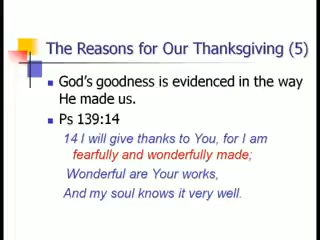 The Reasons for Our Thanksgiving (5)
God's goodness is evidenced in the way
He made us.
Ps 139:14
14 I will give thanks to You, for I am
fearfully and wonderfully made;
Wonderful are Your works,
And my soul knows it very well.